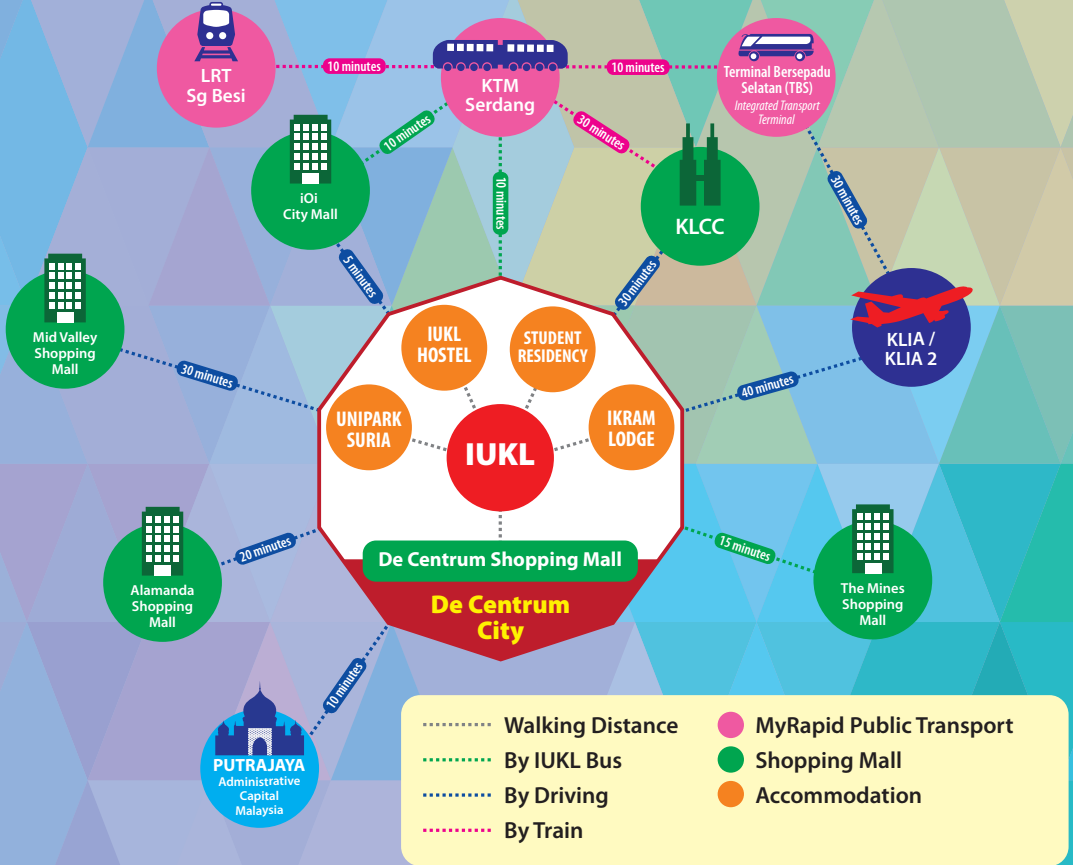 LRT
Sg Besi
10 minutes
KTM
Serdang
10 minutes
Terminal Bersepadu
Selatan (TBS)
Integrated Transport
Terminal
iOi
City Mall
10 minutes
10 minutes
30 minutes
KLCC
30 minutes
5 minutes
30 minutes
Mid Valley
Shopping
Mall
30 minutes
KLIA /
KLIA 2
40 minutes
IUKL
HOSTEL
STUDENT
RESIDENCY
UNIPARK
SURIA
IKRAM
LODGE
IUKL
De Centrum Shopping Mall
De Centrum
City
Alamanda
Shopping
Mall
20 minutes
15 minutes
The Mines
Shopping
Mall
10 minutes
PUTRAJAYA
Administrative
Capital
Malaysia
Walking Distance
By IUKL Bus
By Driving
By Train
MyRapid Public Transport
Shopping Mall
Accommodation